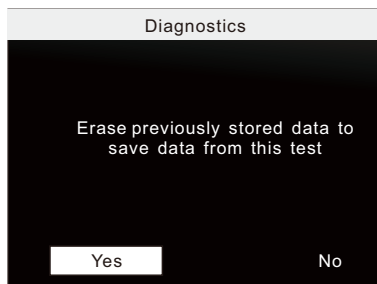 Diagnostics
Erase previously stored data to
save data from this test
Yes No